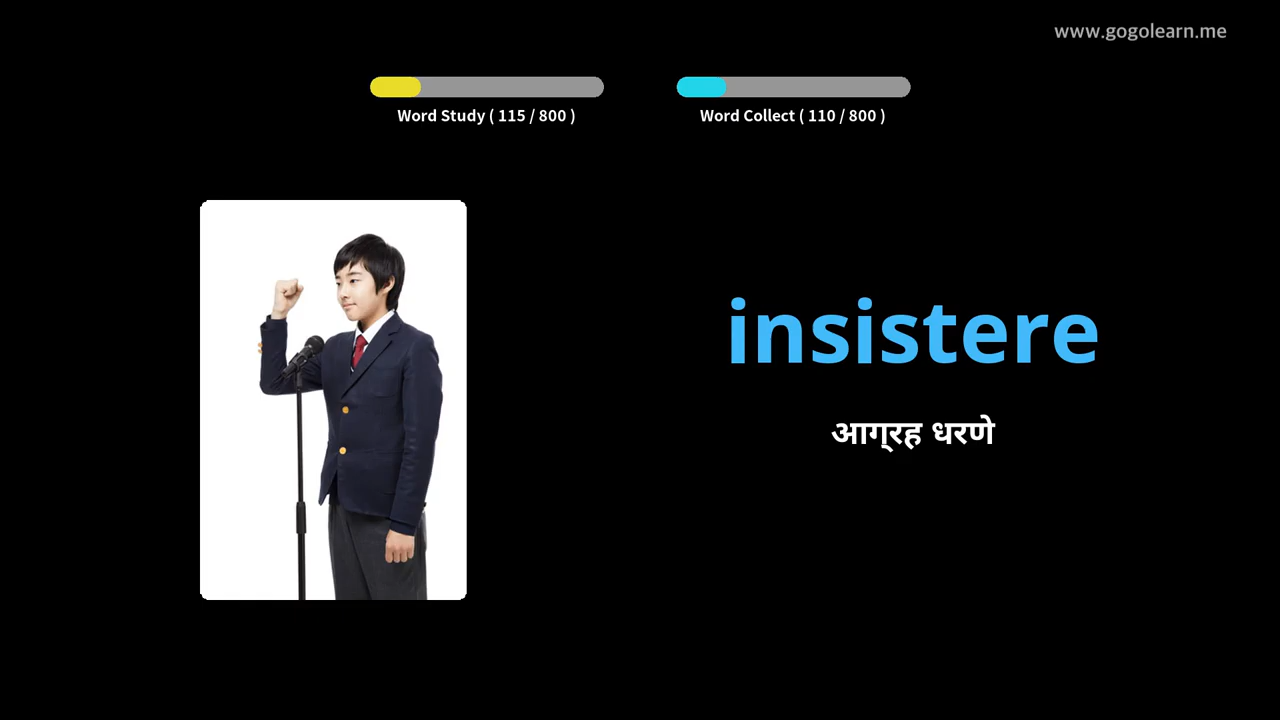 www.gogolearn.me
Word Study ( 115 / 800 )
Word Collect ( 110 / 800 )
insistere
आग्रह धरणे